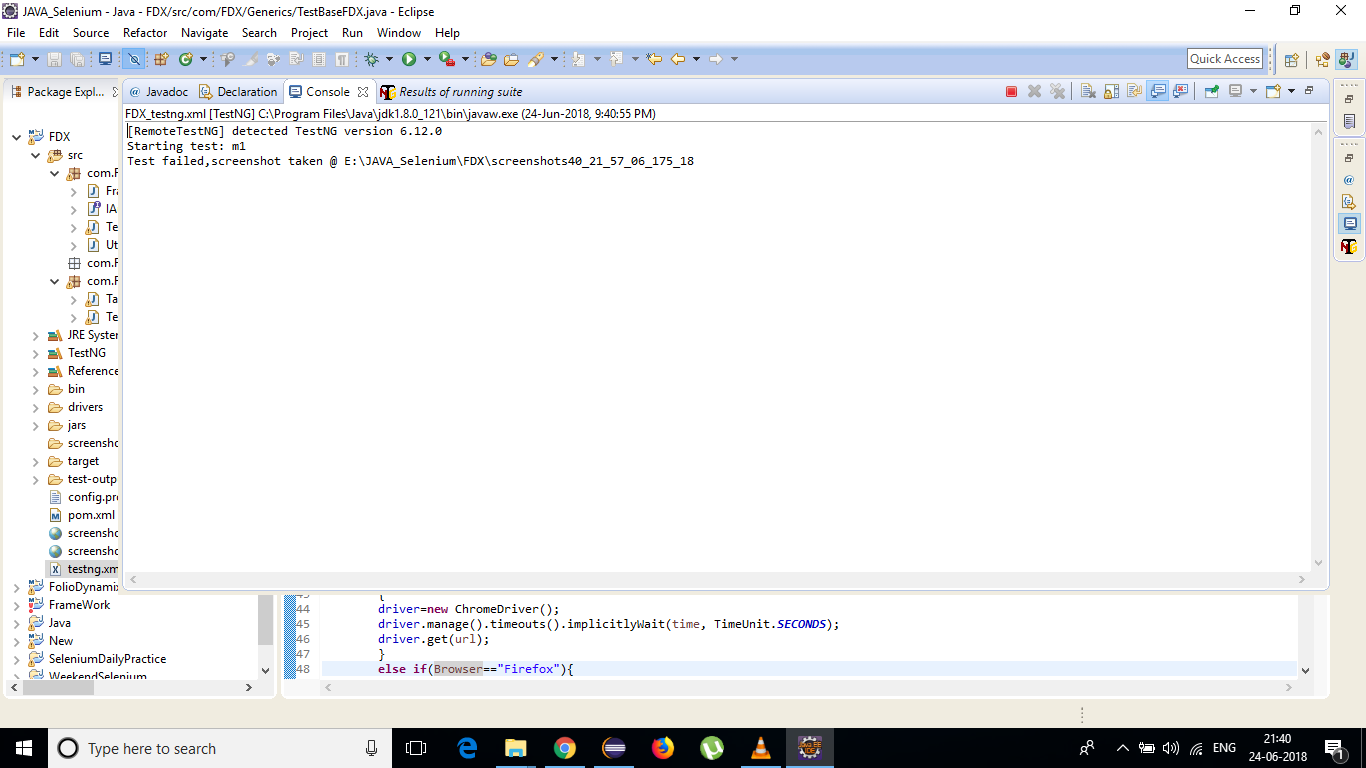 JAVA_Selenium - Java - FDX/src/com/FDX/Generics/TestBaseFDX.java - Eclipse
File Edit Source Refactor Navigate Search Project Run Window Help
Quick Access
Package Expl...
@ Javadoc Declaration Console Results of running suite
FDX_testng.xml [TestNG] C:\Program Files\Java\jdk1.8.0_121\bin\javaw.exe (24-Jun-2018, 9:40:55 PM)
[RemoteTestNG] detected TestNG version 6.12.0
Starting test: m1
Test failed,screenshot taken @ E:\JAVA_Selenium\FDX\screenshots40_21_57_06_175_18
FDX
src
com.F
Fra
IA
Te
Ut
com.F
com.F
Ta
Te
JRE Syster
TestNG
Reference
bin
drivers
jars
screensho
target
test-outp
config.pro
pom.xml
screensho
screensho
testng.xm
FolioDynamix
FrameWork
Java
New
SeleniumDailyPractice
WeekendSelenium
43 {
44 driver=new ChromeDriver();
45 driver.manage().timeouts().implicitlyWait(time, TimeUnit.SECONDS);
46 driver.get(url);
47 }
48 else if(Browser=="Firefox"){
Type here to search
ENG
21:40
24-06-2018
1